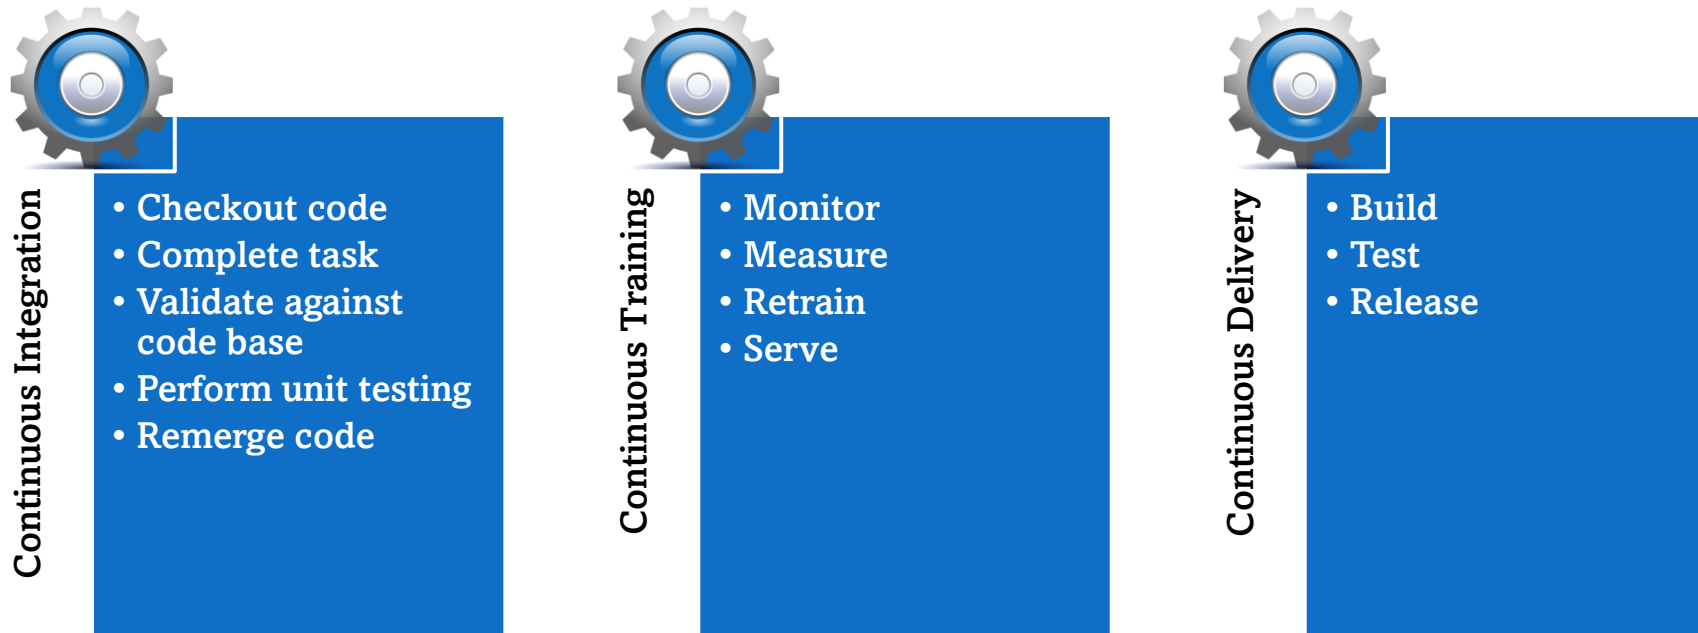 Continuous Integration
• Checkout code
• Complete task
• Validate against
code base
• Perform unit testing
• Remerge code
Continuous Training
• Monitor
• Measure
• Retrain
• Serve
Continuous Delivery
• Build
• Test
• Release